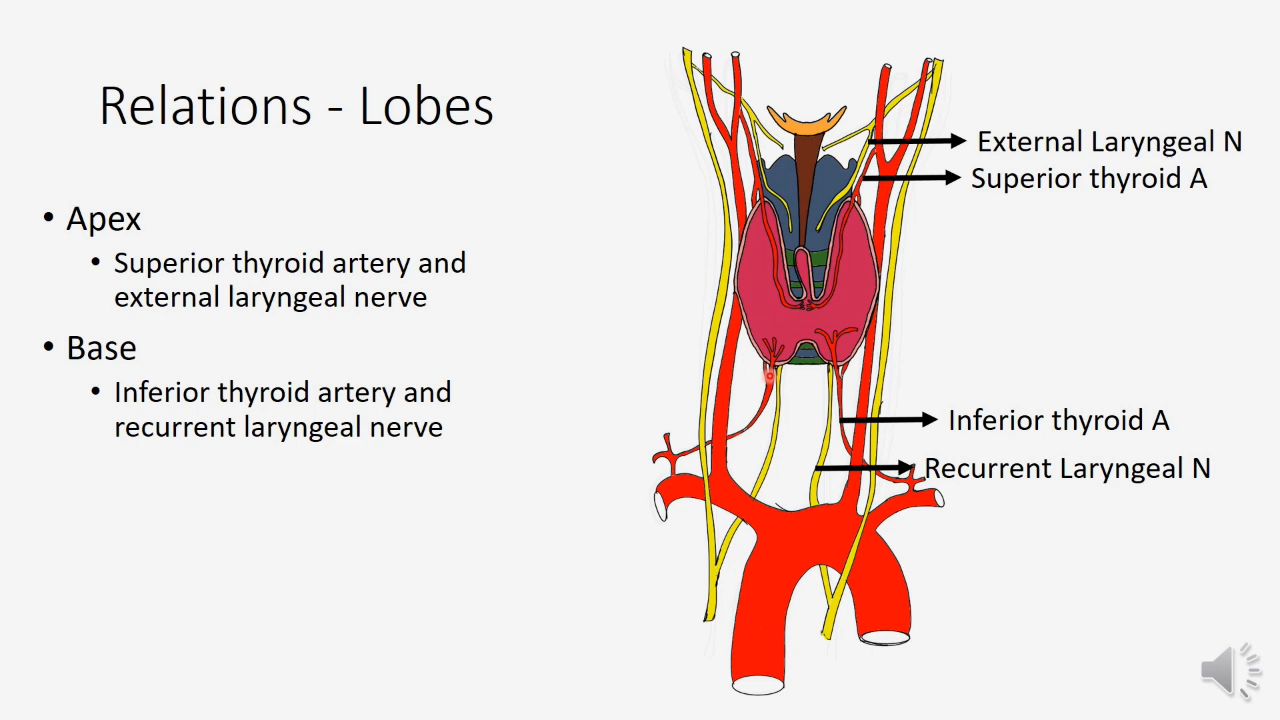 Relations - Lobes
• Apex
• Superior thyroid artery and
external laryngeal nerve
• Base
• Inferior thyroid artery and
recurrent laryngeal nerve
External Laryngeal N
Superior thyroid A
Inferior thyroid A
Recurrent Laryngeal N